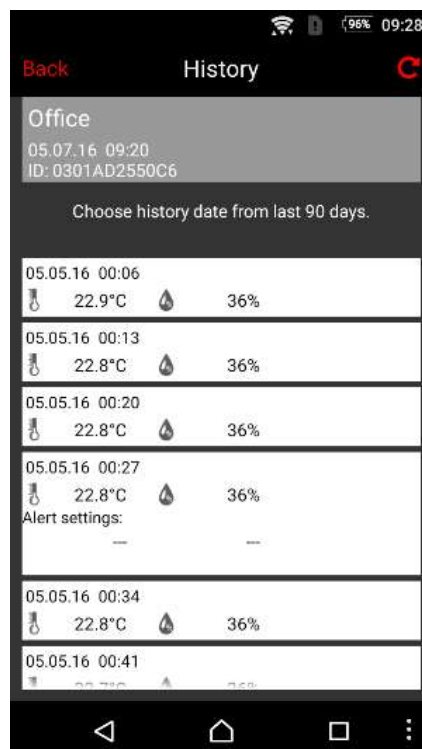 96% 09:28
Back History
Office
05.07.16 09:20
ID: 0301AD2550C6
Choose history date from last 90 days.
05.05.16 00:06
22.9°C 36%
05.05.16 00:13
22.8°C 36%
05.05.16 00:20
22.8°C 36%
05.05.16 00:27
22.8°C 36%
Alert settings:
--- ---
05.05.16 00:34
22.8°C 36%
05.05.16 00:41